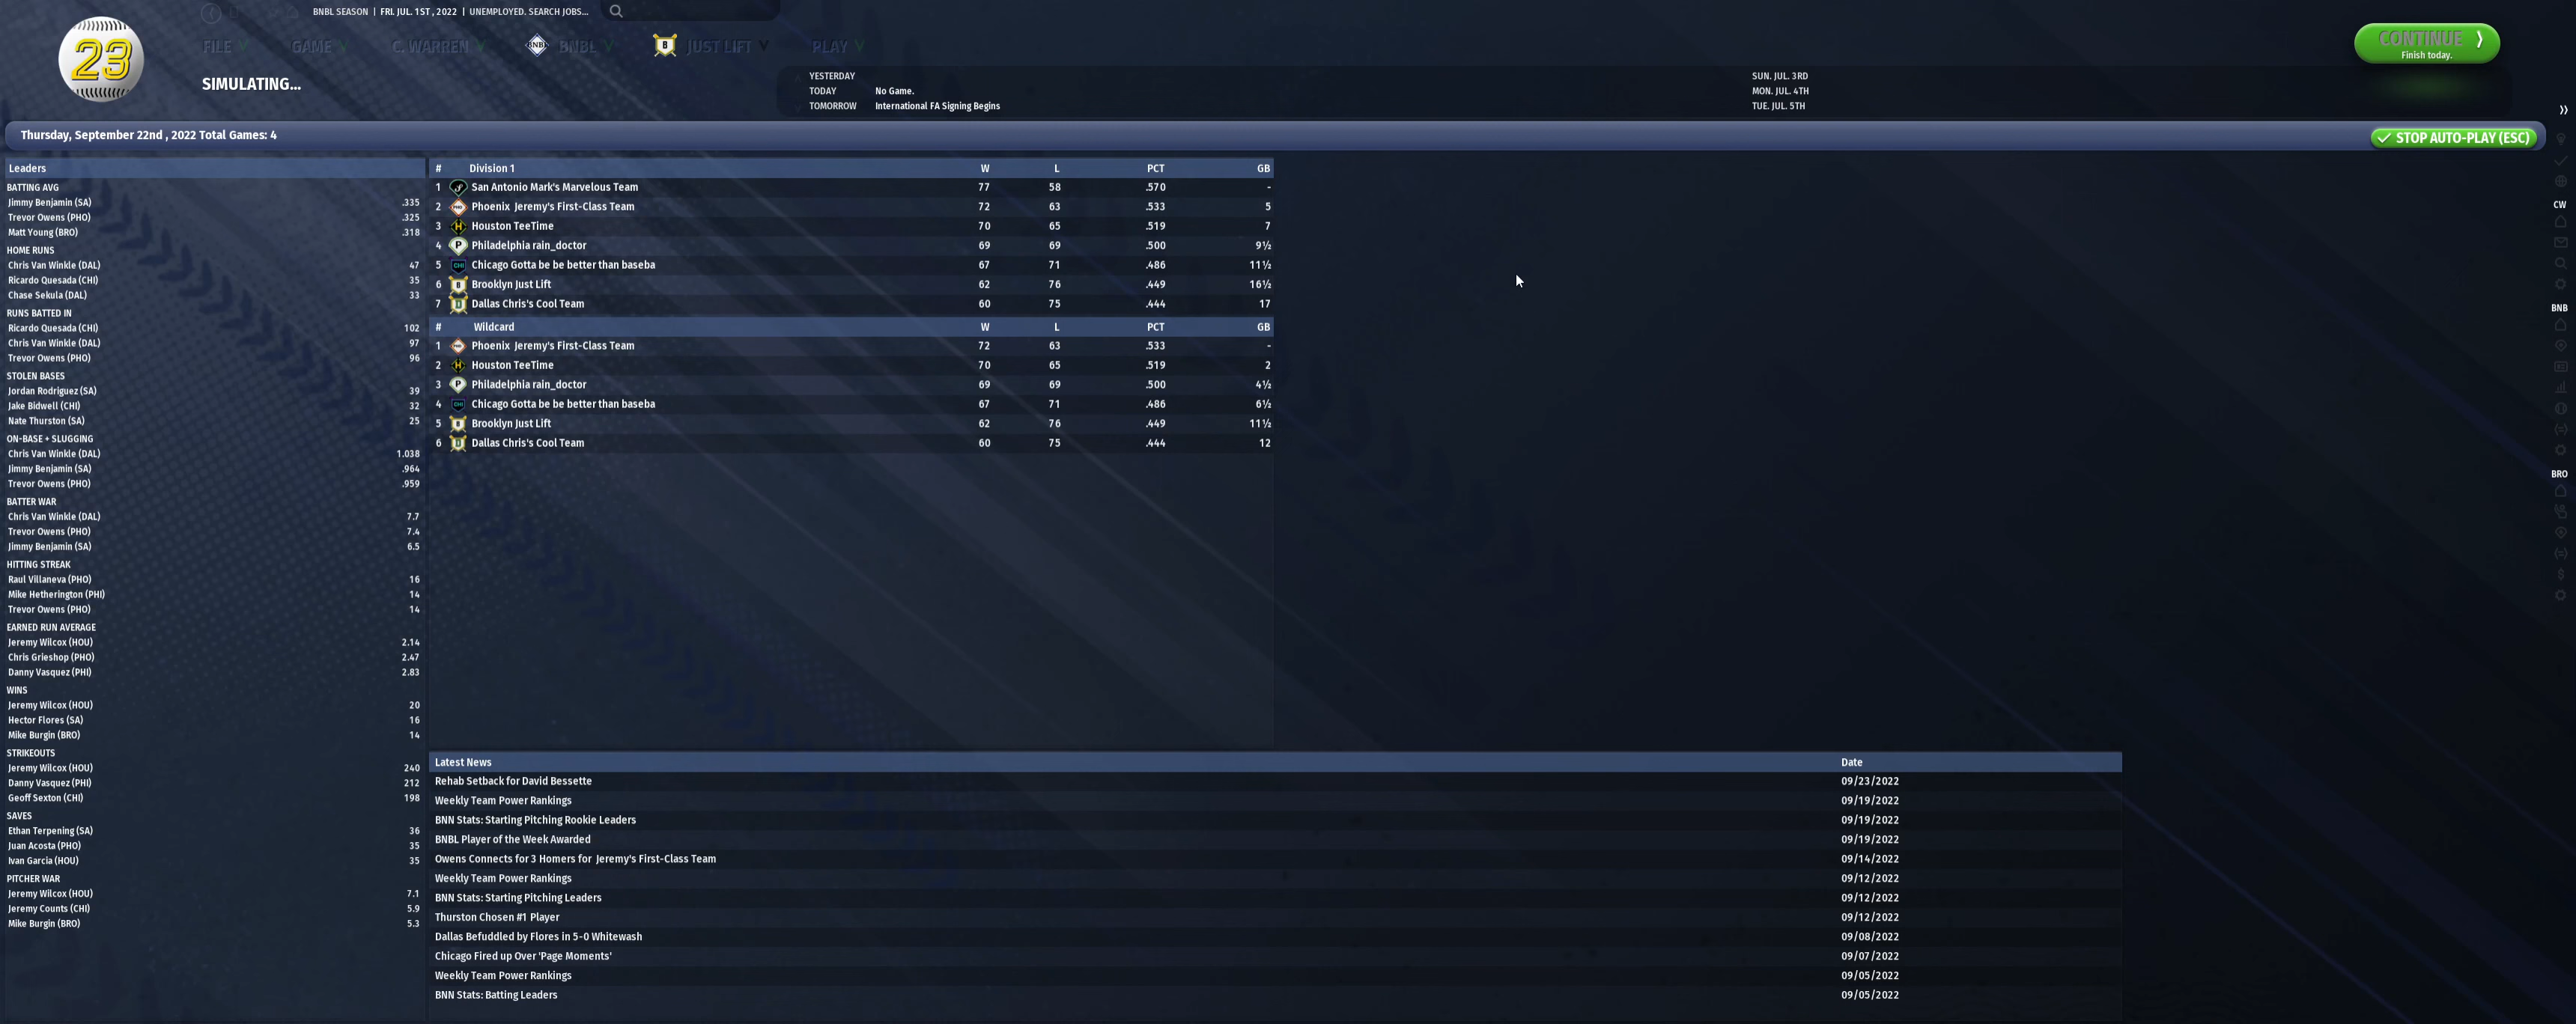 BNBL SEASON | FRI. JUL. 1ST , 2022 | UNEMPLOYED. SEARCH JOBS...
23
FILE GAME C. WARREN BNBL BNBL B JUST LIFT PLAY
CONTINUE
Finish today.
SIMULATING...
YESTERDAY
TODAY No Game.
TOMORROW International FA Signing Begins
SUN. JUL. 3RD
MON. JUL. 4TH
TUE. JUL. 5TH
Thursday, September 22nd , 2022 Total Games: 4
STOP AUTO-PLAY (ESC)
Leaders
BATTING AVG
Jimmy Benjamin (SA) .335
Trevor Owens (PHO) .325
Matt Young (BRO) .318
HOME RUNS
Chris Van Winkle (DAL) 47
Ricardo Quesada (CHI) 35
Chase Sekula (DAL) 33
RUNS BATTED IN
Ricardo Quesada (CHI) 102
Chris Van Winkle (DAL) 97
Trevor Owens (PHO) 96
STOLEN BASES
Jordan Rodriguez (SA) 39
Jake Bidwell (CHI) 32
Nate Thurston (SA) 25
ON-BASE + SLUGGING
Chris Van Winkle (DAL) 1.038
Jimmy Benjamin (SA) .964
Trevor Owens (PHO) .959
BATTER WAR
Chris Van Winkle (DAL) 7.7
Trevor Owens (PHO) 7.4
Jimmy Benjamin (SA) 6.5
HITTING STREAK
Raul Villaneva (PHO) 16
Mike Hetherington (PHI) 14
Trevor Owens (PHO) 14
EARNED RUN AVERAGE
Jeremy Wilcox (HOU) 2.14
Chris Grieshop (PHO) 2.47
Danny Vasquez (PHI) 2.83
WINS
Jeremy Wilcox (HOU) 20
Hector Flores (SA) 16
Mike Burgin (BRO) 14
STRIKEOUTS
Jeremy Wilcox (HOU) 240
Danny Vasquez (PHI) 212
Geoff Sexton (CHI) 198
SAVES
Ethan Terpening (SA) 36
Juan Acosta (PHO) 35
Ivan Garcia (HOU) 35
PITCHER WAR
Jeremy Wilcox (HOU) 7.1
Jeremy Counts (CHI) 5.9
Mike Burgin (BRO) 5.3
# Division 1 W L PCT GB
1 San Antonio Mark's Marvelous Team 77 58 .570 -
2 Phoenix Jeremy's First-Class Team 72 63 .533 5
3 Houston TeeTime 70 65 .519 7
4 Philadelphia rain_doctor 69 69 .500 9½
5 Chicago Gotta be be better than baseba 67 71 .486 11½
6 Brooklyn Just Lift 62 76 .449 16½
7 Dallas Chris's Cool Team 60 75 .444 17
# Wildcard W L PCT GB
1 Phoenix Jeremy's First-Class Team 72 63 .533 -
2 Houston TeeTime 70 65 .519 2
3 Philadelphia rain_doctor 69 69 .500 4½
4 Chicago Gotta be be better than baseba 67 71 .486 6½
5 Brooklyn Just Lift 62 76 .449 11½
6 Dallas Chris's Cool Team 60 75 .444 12
Latest News Date
Rehab Setback for David Bessette 09/23/2022
Weekly Team Power Rankings 09/19/2022
BNN Stats: Starting Pitching Rookie Leaders 09/19/2022
BNBL Player of the Week Awarded 09/19/2022
Owens Connects for 3 Homers for Jeremy's First-Class Team 09/14/2022
Weekly Team Power Rankings 09/12/2022
BNN Stats: Starting Pitching Leaders 09/12/2022
Thurston Chosen #1 Player 09/12/2022
Dallas Befuddled by Flores in 5-0 Whitewash 09/08/2022
Chicago Fired up Over 'Page Moments' 09/07/2022
Weekly Team Power Rankings 09/05/2022
BNN Stats: Batting Leaders 09/05/2022
CW
BNB
BRO